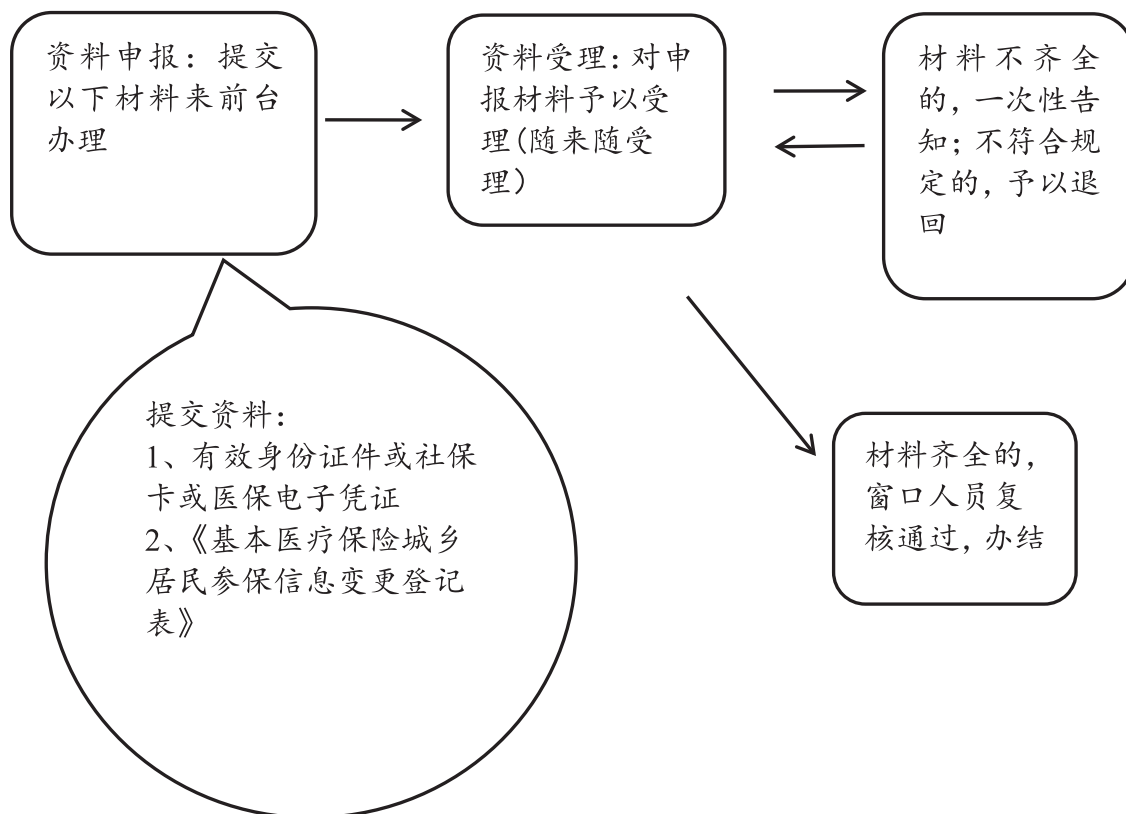 资料申报：提交
以下材料来前台
办理
资料受理：对申
报材料予以受
理(随来随受
理）
材料不齐全
的，一次性告
知；不符合规
定的，予以退
回
提交资料：
1、有效身份证件或社保
卡或医保电子凭证
2、《基本医疗保险城乡
居民参保信息变更登记
表》
材料齐全的，
窗口人员复
核通过，办结